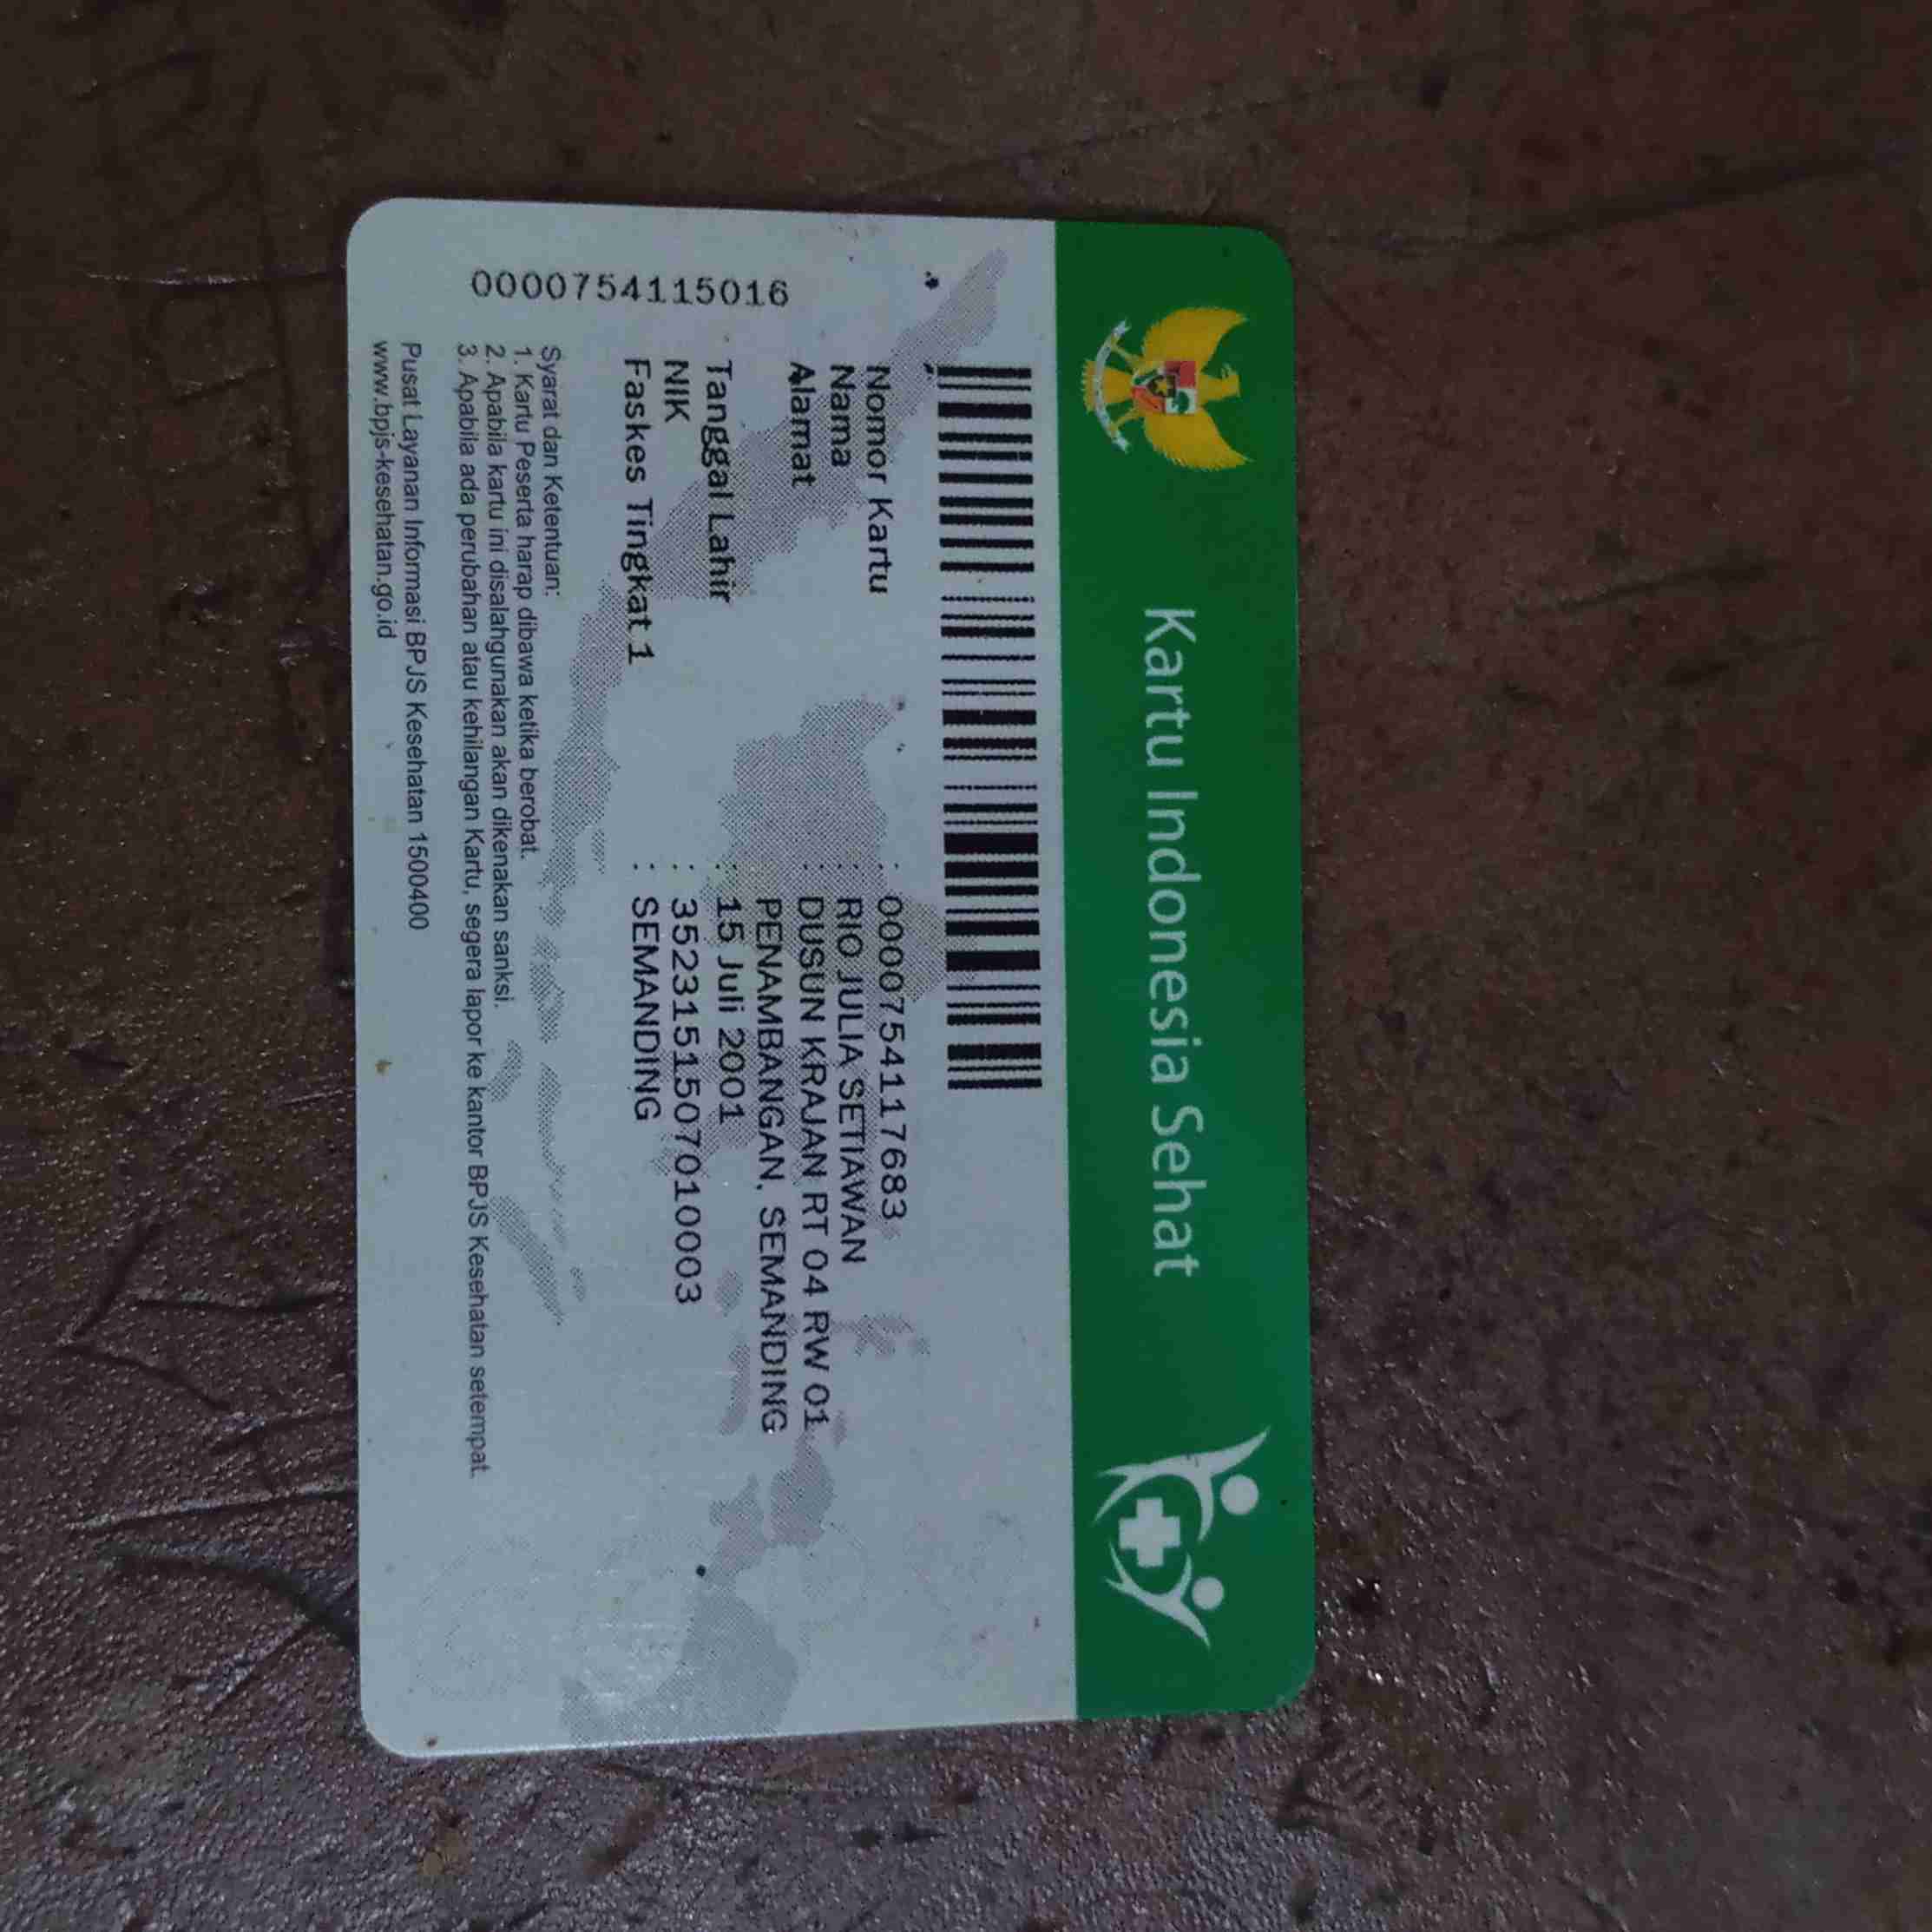 Kartu Indonesia Sehat
Nomor Kartu : 0000754117683
Nama : RIO JULIA SETIAWAN
Alamat : DUSUN KRAJAN RT 04 RW 01
PENAMBANGAN, SEMANDING
Tanggal Lahir : 15 Juli 2001
NIK : 3523151507010003
Faskes Tingkat 1 : SEMANDING
Syarat dan Ketentuan:
1. Kartu Peserta harap dibawa ketika berobat.
2. Apabila kartu ini disalahgunakan akan dikenakan sanksi.
3. Apabila ada perubahan atau kehilangan Kartu, segera lapor ke kantor BPJS Kesehatan setempat.
Pusat Layanan Informasi BPJS Kesehatan 1500400
www.bpjs-kesehatan.go.id
0000754115016